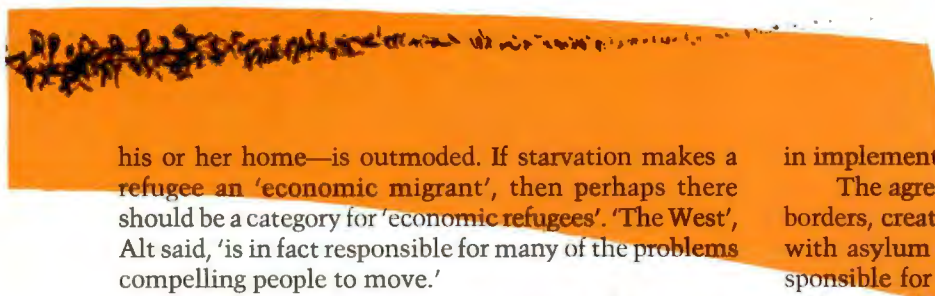 his or her home—is outmoded. If starvation makes a
refugee an 'economic migrant', then perhaps there
should be a category for 'economic refugees'. 'The West',
Alt said, 'is in fact responsible for many of the problems
compelling people to move.'
in implement
The agre
borders, creat
with asylum
sponsible for